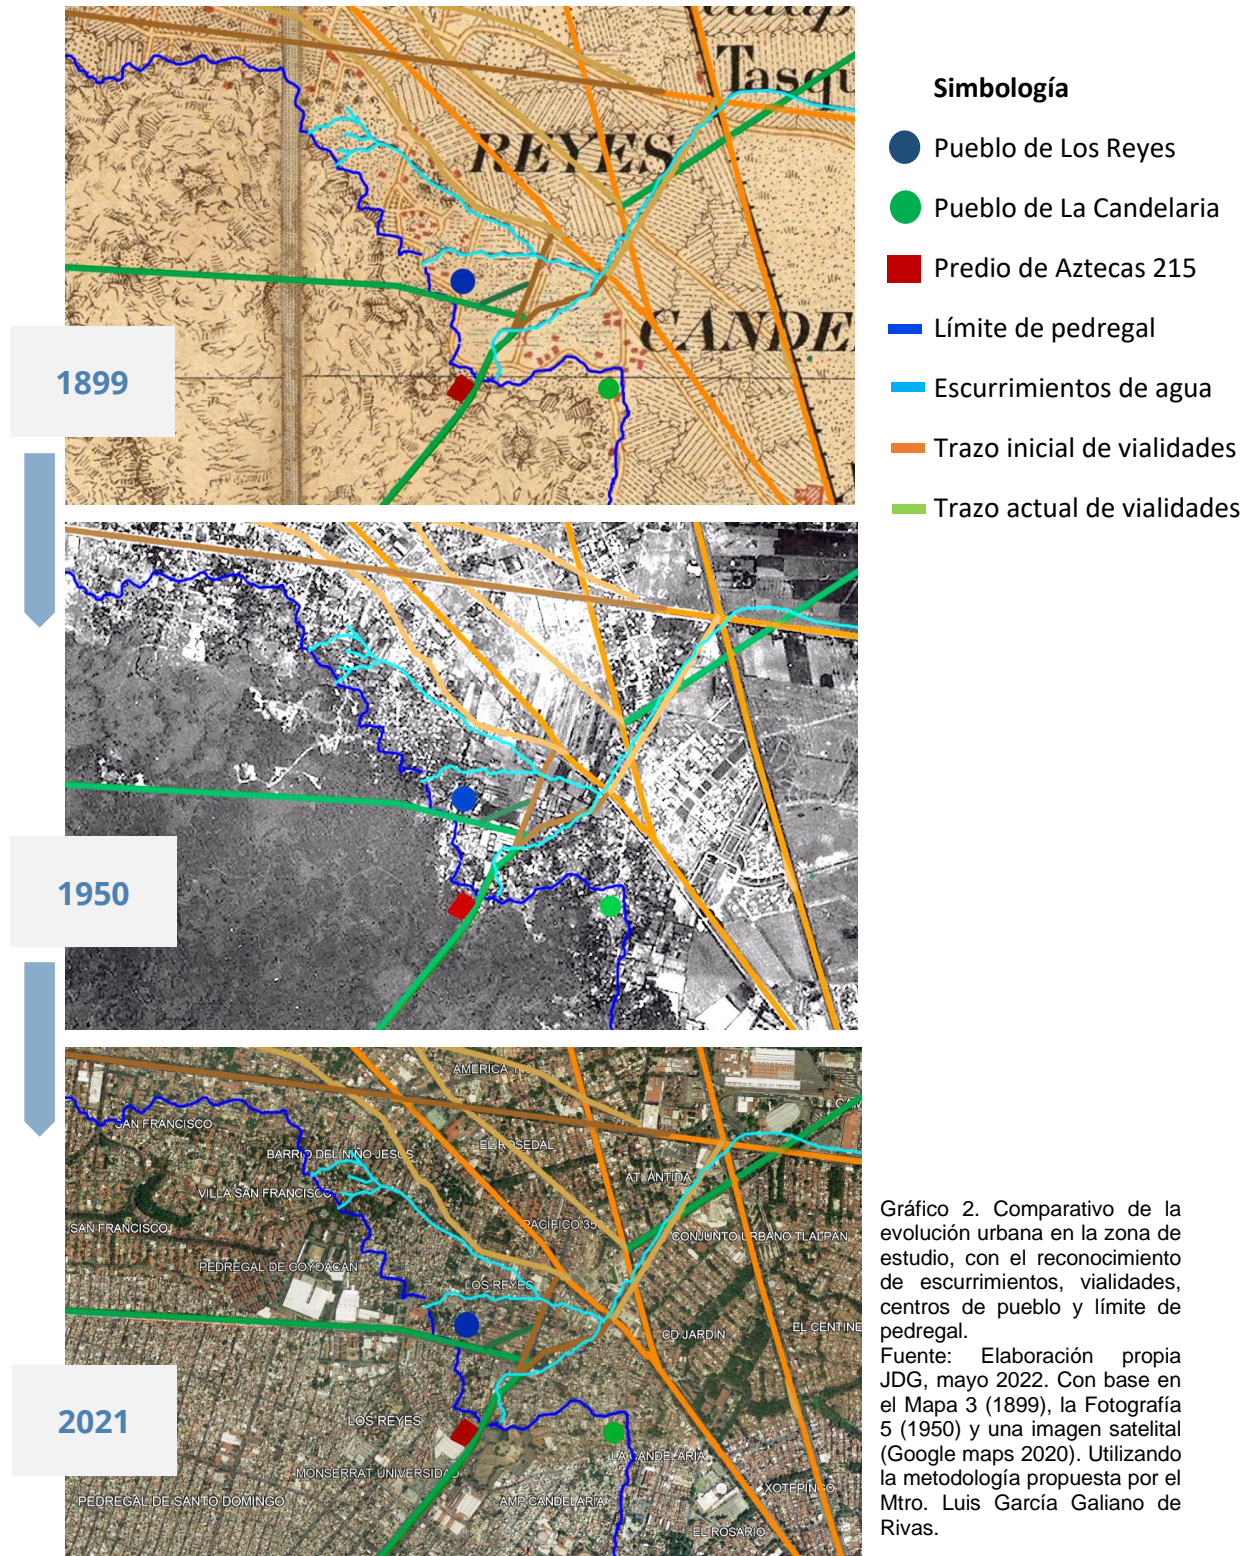 Tasqu
REYES
CANDE
1899
Simbología
Pueblo de Los Reyes
Pueblo de La Candelaria
Predio de Aztecas 215
Límite de pedregal
Escurrimientos de agua
Trazo inicial de vialidades
Trazo actual de vialidades
1950
AMERICA
SAN FRANCISCO
EL ROSEDAL
BARRIO DEL NIÑO JESUS
ATLANTIDA
VILLA SAN FRANCISCO
SAN FRANCISCO
PACIFICO 35
CONJUNTO URBANO TLALPAN
PEDREGAL DE COYOACAN
LOS REYES
CD JARDIN
EL CENTINE
LOS REYES
LA CANDELARIA
MONSERRAT UNIVERSIDA
PEDREGAL DE SANTO DOMINGO
AMP CANDELARIA
XOTEPINGO
EL ROSARIO
2021
Gráfico 2. Comparativo de la
evolución urbana en la zona de
estudio, con el reconocimiento
de escurrimientos, vialidades,
centros de pueblo y límite de
pedregal.
Fuente: Elaboración propia
JDG, mayo 2022. Con base en
el Mapa 3 (1899), la Fotografía
5 (1950) y una imagen satelital
(Google maps 2020). Utilizando
la metodología propuesta por el
Mtro. Luis García Galiano de
Rivas.